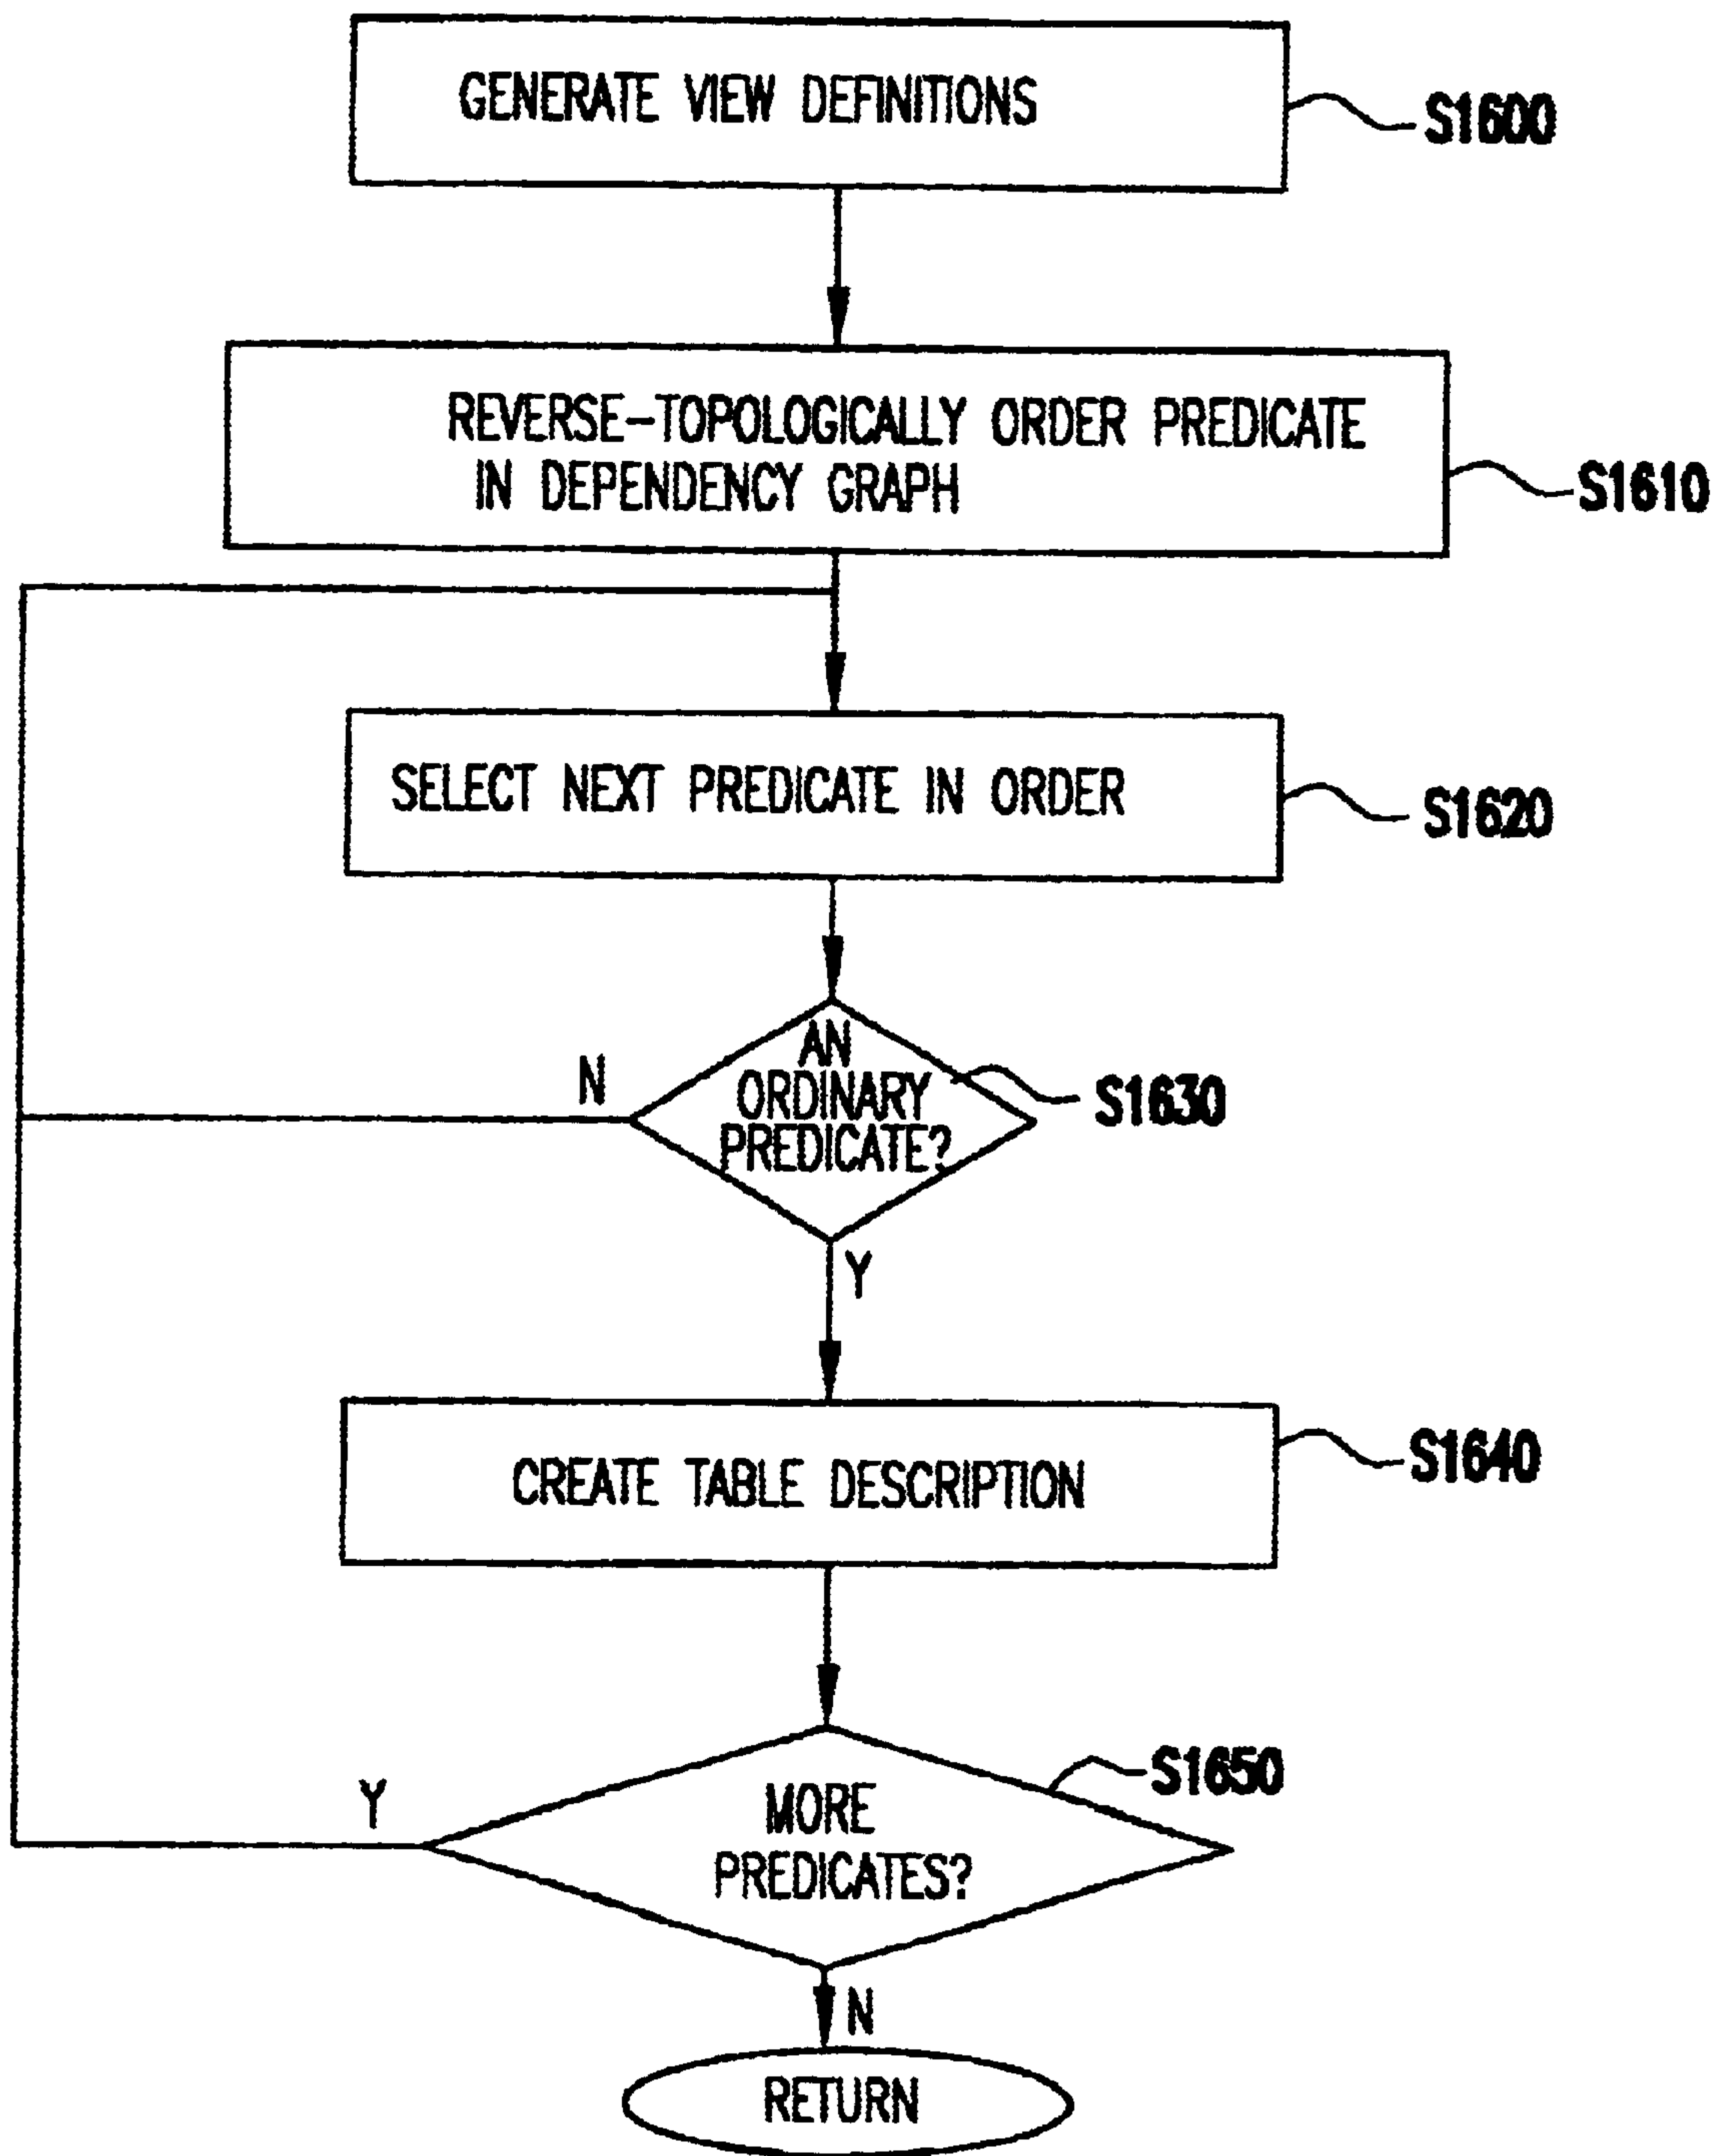 GENERATE VIEW DEFINITIONS
S1600
REVERSE-TOPOLOGICALLY ORDER PREDICATE
IN DEPENDENCY GRAPH
S1610
SELECT NEXT PREDICATE IN ORDER
S1620
AN
ORDINARY
PREDICATE?
N
S1630
Y
CREATE TABLE DESCRIPTION
S1640
MORE
PREDICATES?
Y
S1650
N
RETURN